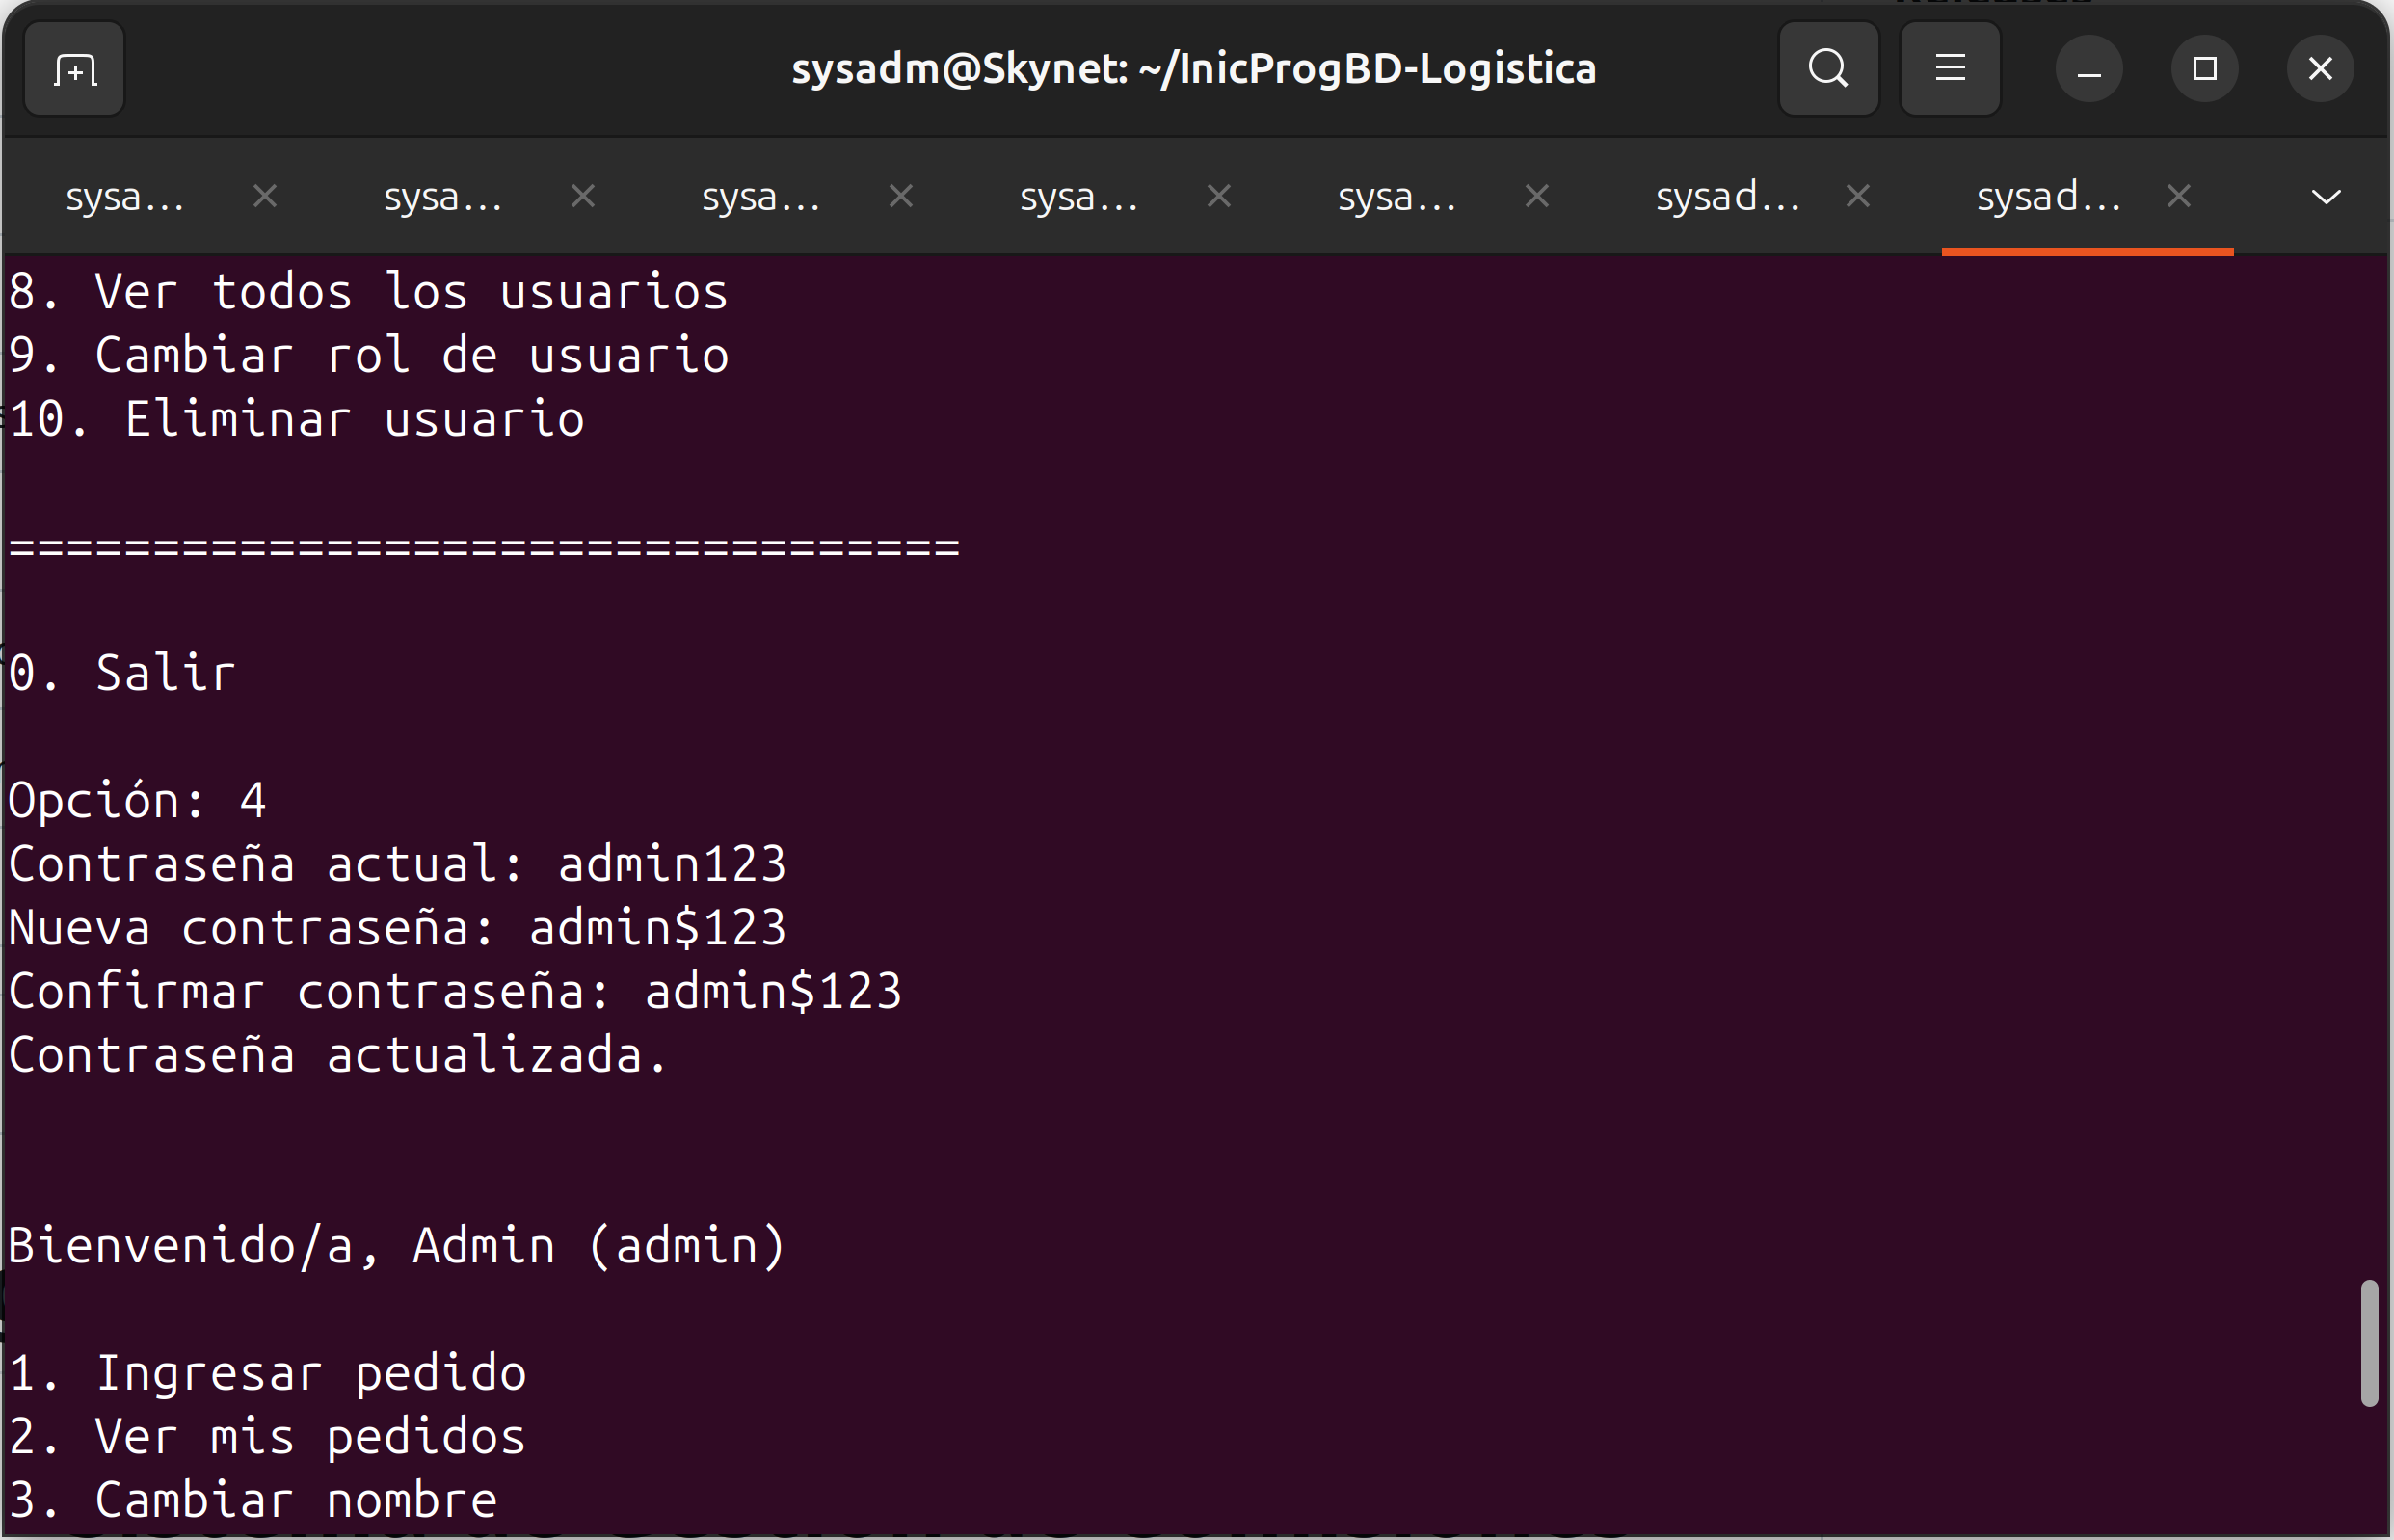 sysadm@Skynet: ~/InicProgBD-Logistica
sysa... sysa... sysa... sysa... sysa... sysad... sysad...
8. Ver todos los usuarios
9. Cambiar rol de usuario
10. Eliminar usuario
=================================
0. Salir
Opción: 4
Contraseña actual: admin123
Nueva contraseña: admin$123
Confirmar contraseña: admin$123
Contraseña actualizada.
Bienvenido/a, Admin (admin)
1. Ingresar pedido
2. Ver mis pedidos
3. Cambiar nombre